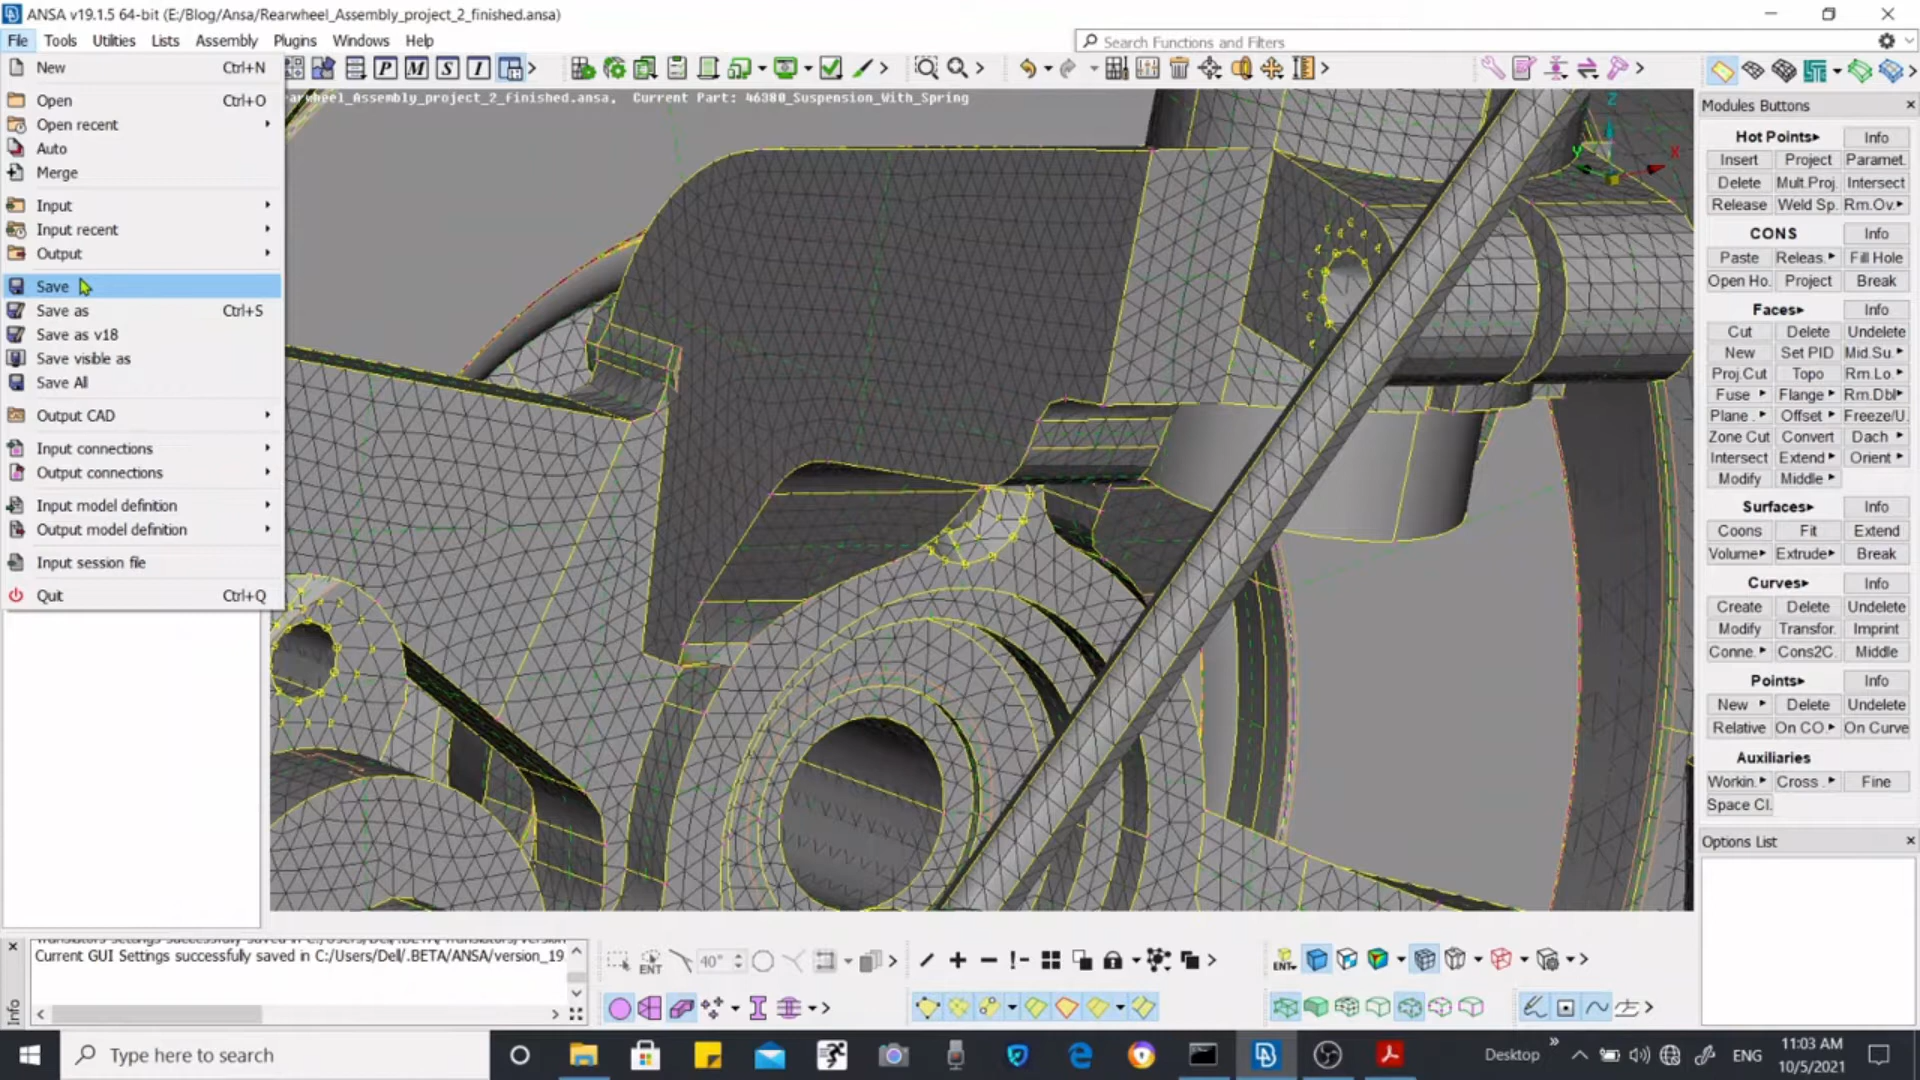 ANSA v19.1.5 64-bit (E:/Blog/Ansa/Rearwheel_Assembly_project_2_finished.ansa)
File Tools Utilities Lists Assembly Plugins Windows Help
Search Functions and Filters
New Ctrl+N
Open Ctrl+O
Open recent
Auto
Merge
Input
Input recent
Output
Save
Save as Ctrl+S
Save as v18
Save visible as
Save All
Output CAD
Input connections
Output connections
Input model definition
Output model definition
Input session file
Quit Ctrl+Q
P M S I
earwheel_Assembly_project_2_finished.ansa, Current Part: 46380_Suspension_With_Spring
Z
Y
X
Modules Buttons
Hot Points Info
Insert Project Paramet.
Delete Mult.Proj. Intersect
Release Weld Sp. Rm.Ov.
CONS Info
Paste Releas. Fill Hole
Open Ho. Project Break
Faces Info
Cut Delete Undelete
New Set PID Mid.Su.
Proj.Cut Topo Rm.Lo.
Fuse Flange Rm.Dbl
Plane . Offset Freeze/U.
Zone Cut Convert Dach
Intersect Extend Orient
Modify Middle
Surfaces Info
Coons Fit Extend
Volume Extrude Break
Curves Info
Create Delete Undelete
Modify Transfor. Imprint
Conne. Cons2C. Middle
Points Info
New Delete Undelete
Relative On CO. On Curve
Auxiliaries
Workin. Cross . Fine
Space Cl.
Options List
Current GUI Settings successfully saved in C:/Users/Dell/.BETA/ANSA/version_19.
Info
ENT
40°
ENT
Type here to search
Desktop
ENG
11:03 AM
10/5/2021